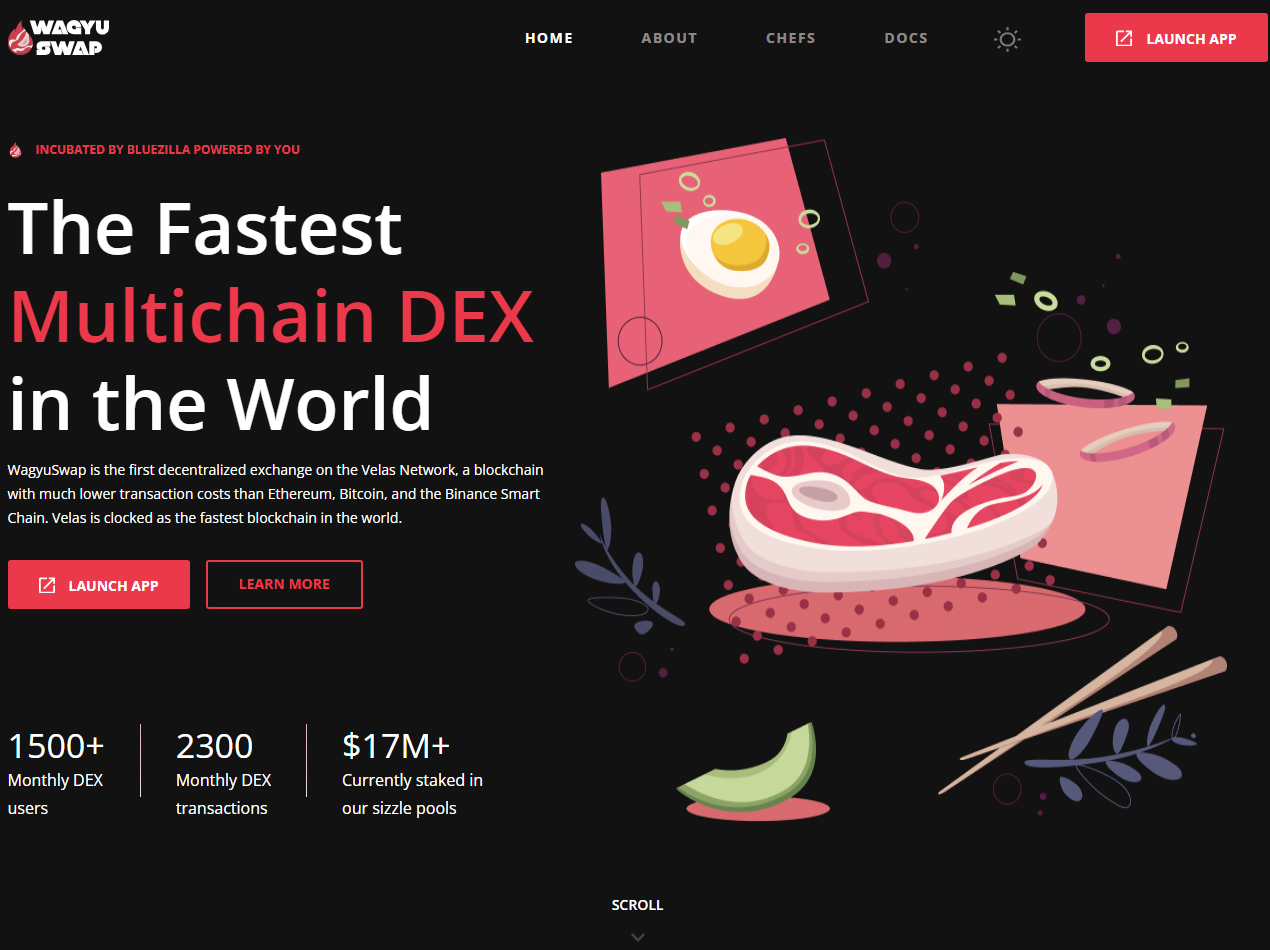 WAGYU
SWAP
HOME
ABOUT
CHEFS
DOCS
LAUNCH APP
INCUBATED BY BLUEZILLA POWERED BY YOU
The Fastest
Multichain DEX
in the World
WagyuSwap is the first decentralized exchange on the Velas Network, a blockchain
with much lower transaction costs than Ethereum, Bitcoin, and the Binance Smart
Chain. Velas is clocked as the fastest blockchain in the world.
LAUNCH APP
LEARN MORE
1500+
Monthly DEX
users
2300
Monthly DEX
transactions
$17M+
Currently staked in
our sizzle pools
SCROLL